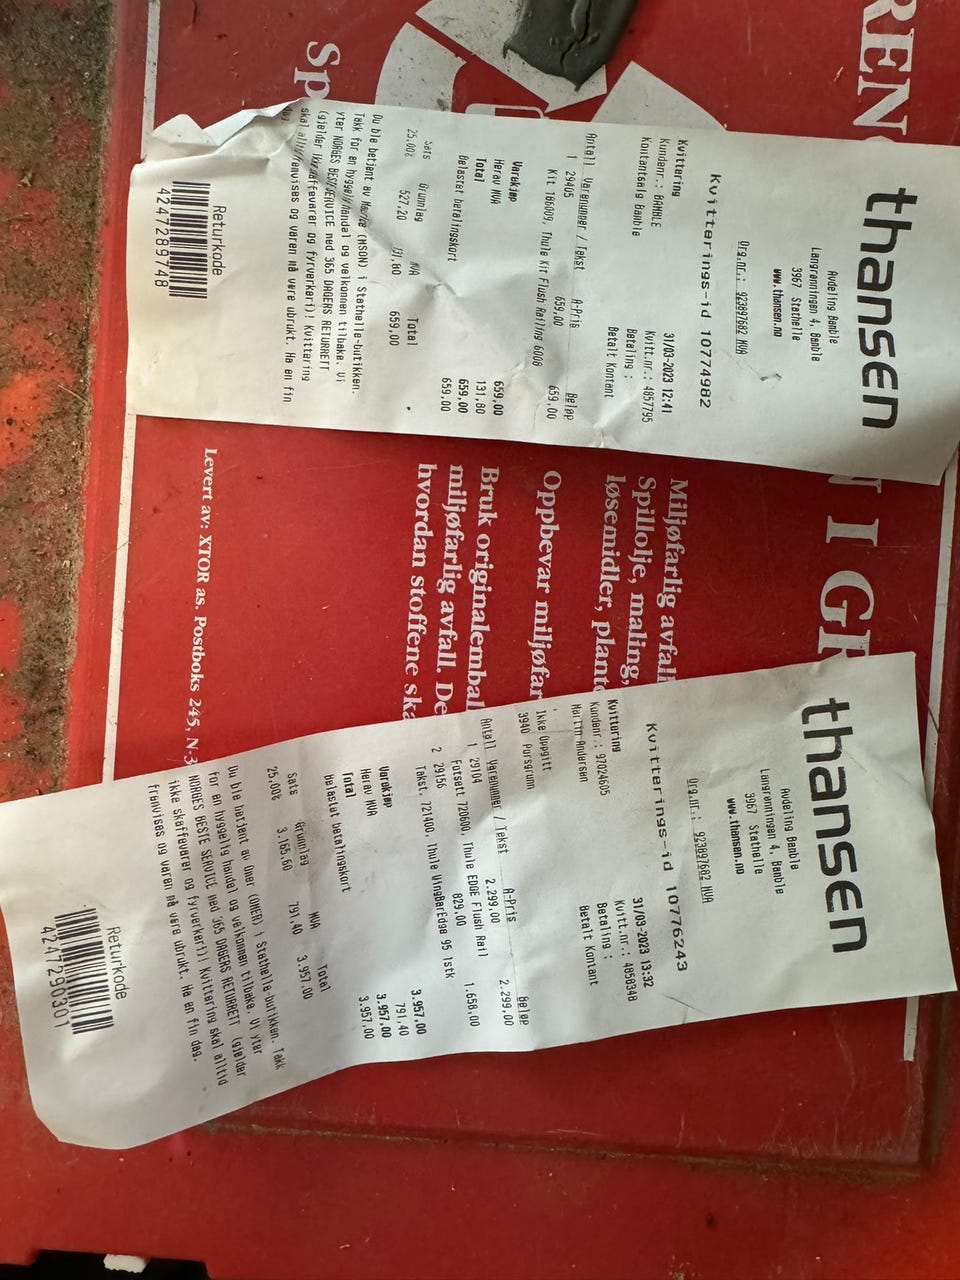 thansen
Avdeling Bamble
Langrønningen 4, Bamble
3967 Stathelle
www.thansen.no
Org.nr.: 923897682 MVA
Kvitterings-id 10774982
Kvittering 31/03-2023 12:41
Kundenr.: BAMBLE Kvitt.nr.: 4857795
Kontantsalg Bamble Betaling :
Betalt Kontant
Antall Varenummer / Tekst A-Pris Beløp
1 29405 659,00 659,00
Kit 186009, Thule Kit Flush Railing 6008
Varekjøp 659,00
Herav MVA 131,80
Total 659,00
Belastet betalingskort 659,00
Sats Grunnlag MVA Total
25.00% 527,20 131,80 659,00
Du ble betjent av (MSON) i Stathelle-butikken.
Takk for en hyggelig handel og velkommen tilbake. Vi
yter NORGES BESTE SERVICE med 365 DAGERS RETURRETT
(gjelder ikke skaffevarer og fyrverkeri)! Kvittering
skal alltid fremvises og varen må være ubrukt. Ha en fin
dag.
Returkode
4247289748
REN
I GR
Sp
Miljøfarlig avfall
Spillolje, maling,
løsemidler, plante
Oppbevar miljøfar
Bruk originalembal
miljøfarlig avfall. De
hvordan stoffene ska
Levert av: XTOR as. Postboks 245, N-3
thansen
Avdeling Bamble
Langrønningen 4, Bamble
3967 Stathelle
www.thansen.no
Org.nr.: 923897682 MVA
Kvitterings-id 10776243
Kvittering 31/03-2023 13:32
Kundenr.: 97024605 Kvitt.nr.: 4858348
Martin Andersen Betaling :
Betalt Kontant
Ikke Oppgitt
3940 Porsgrunn
Antall Varenummer / Tekst A-Pris Beløp
1 29104 2.299,00 2.299,00
Fotsett 720600, Thule EDGE Flush Rail
2 29156 829,00 1.658,00
Takst. 721400, Thule WingBarEdge 95 1stk
Varekjøp 3.957,00
Herav MVA 791,40
Total 3.957,00
Belastet betalingskort 3.957,00
Sats Grunnlag MVA Total
25.00% 3.165,60 791,40 3.957,00
Du ble betjent av Omer (OMER) i Stathelle-butikken. Takk
for en hyggelig handel og velkommen tilbake. Vi yter
NORGES BESTE SERVICE med 365 DAGERS RETURRETT (gjelder
ikke skaffevarer og fyrverkeri)! Kvittering skal alltid
fremvises og varen må være ubrukt. Ha en fin dag.
Returkode
4247290301